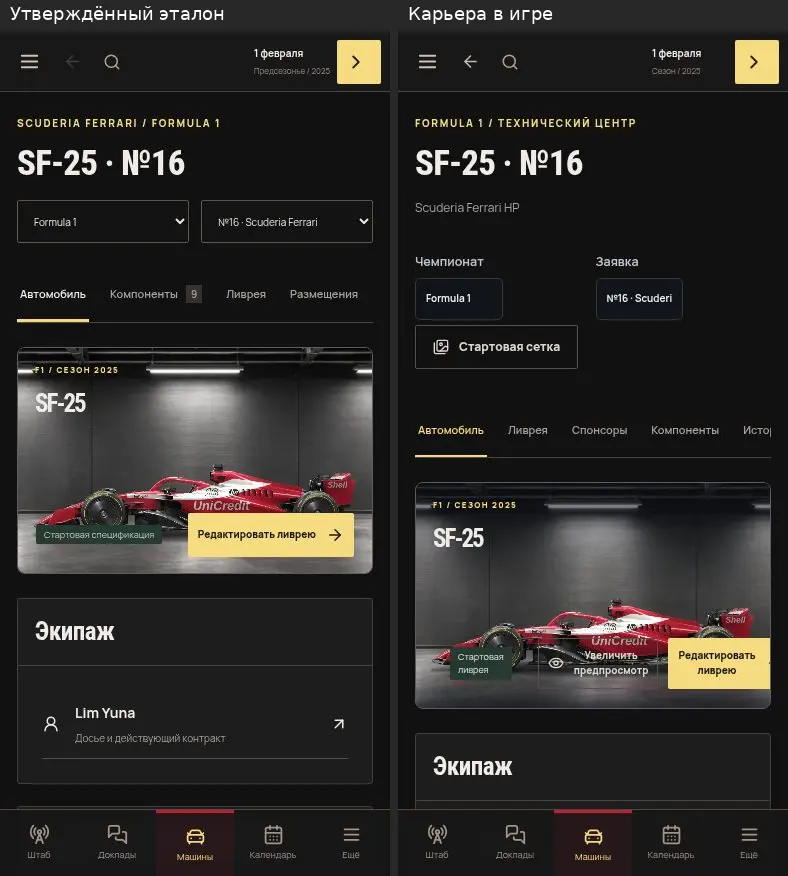 Утверждённый эталон
1 февраля
Предсезонье / 2025
SCUDERIA FERRARI / FORMULA 1
SF-25 · №16
Formula 1
№16 · Scuderia Ferrari
Автомобиль
Компоненты 9
Ливрея
Размещения
F1 / СЕЗОН 2025
SF-25
Shell
UniCredit
Стартовая спецификация
Редактировать ливрею
Экипаж
Lim Yuna
Досье и действующий контракт
Штаб
Доклады
Машины
Календарь
Ещё
Карьера в игре
1 февраля
Сезон / 2025
FORMULA 1 / ТЕХНИЧЕСКИЙ ЦЕНТР
SF-25 · №16
Scuderia Ferrari HP
Чемпионат
Заявка
Formula 1
№16 · Scuderi
Стартовая сетка
Автомобиль
Ливрея
Спонсоры
Компоненты
Истор
F1 / СЕЗОН 2025
SF-25
Shell
UniCredit
Стартовая
ливрея
Увеличить
предпросмотр
Редактировать
ливрею
Экипаж
Штаб
Доклады
Машины
Календарь
Ещё